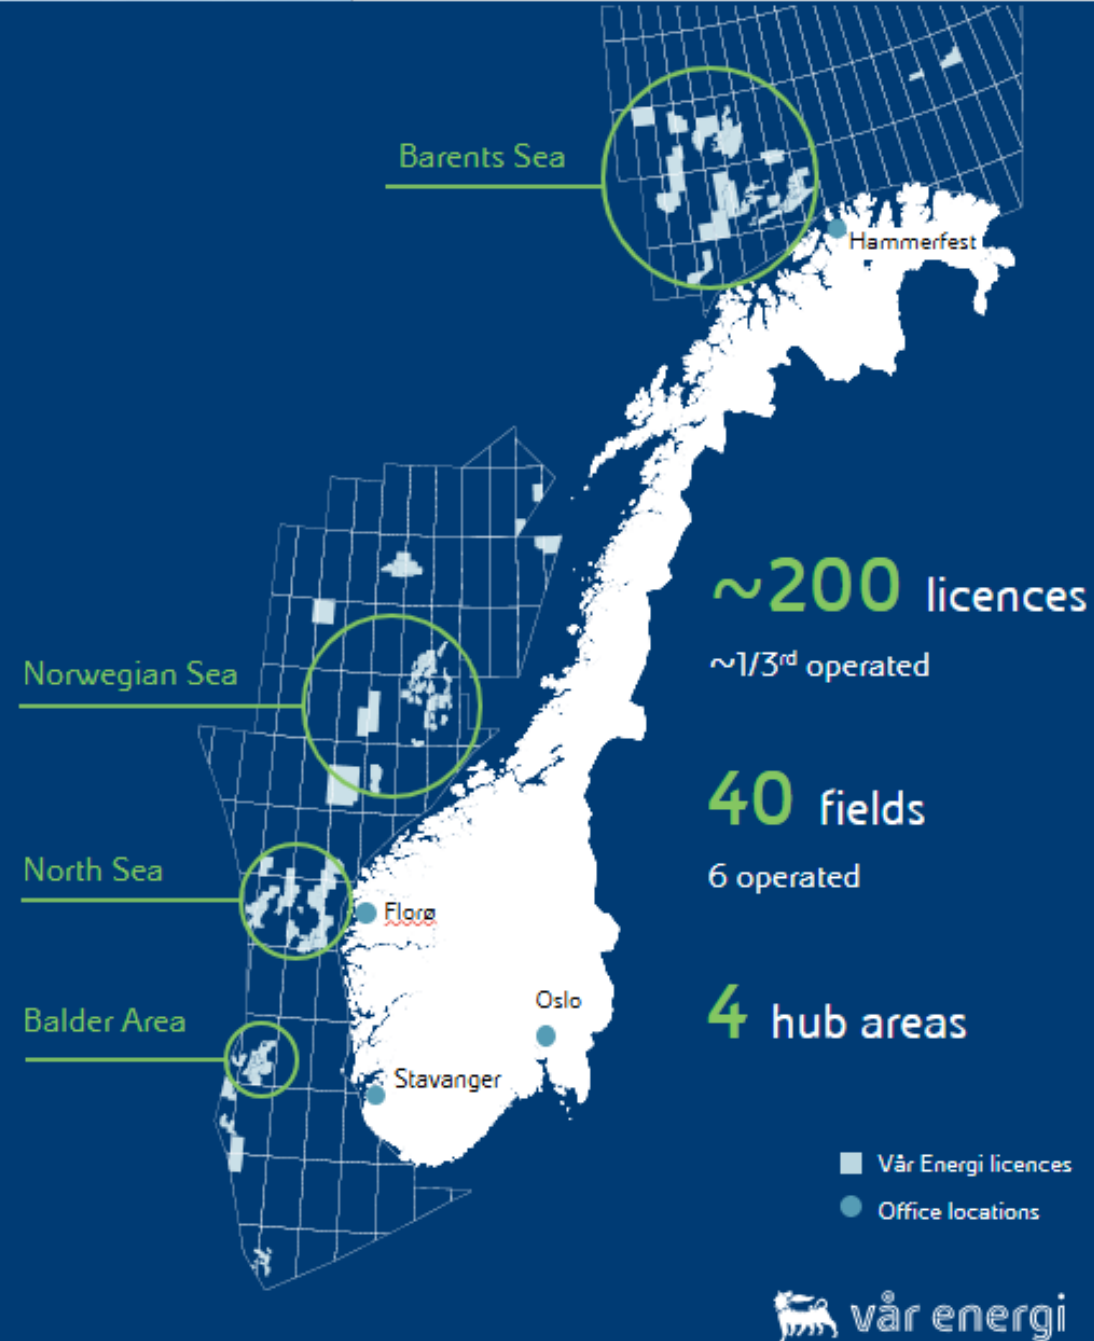 Barents Sea
Hammerfest
~200 licences
~1/3rd operated
Norwegian Sea
40 fields
6 operated
North Sea
Florø
Oslo
4 hub areas
Balder Area
Stavanger
Vår Energi licences
Office locations
vår energi